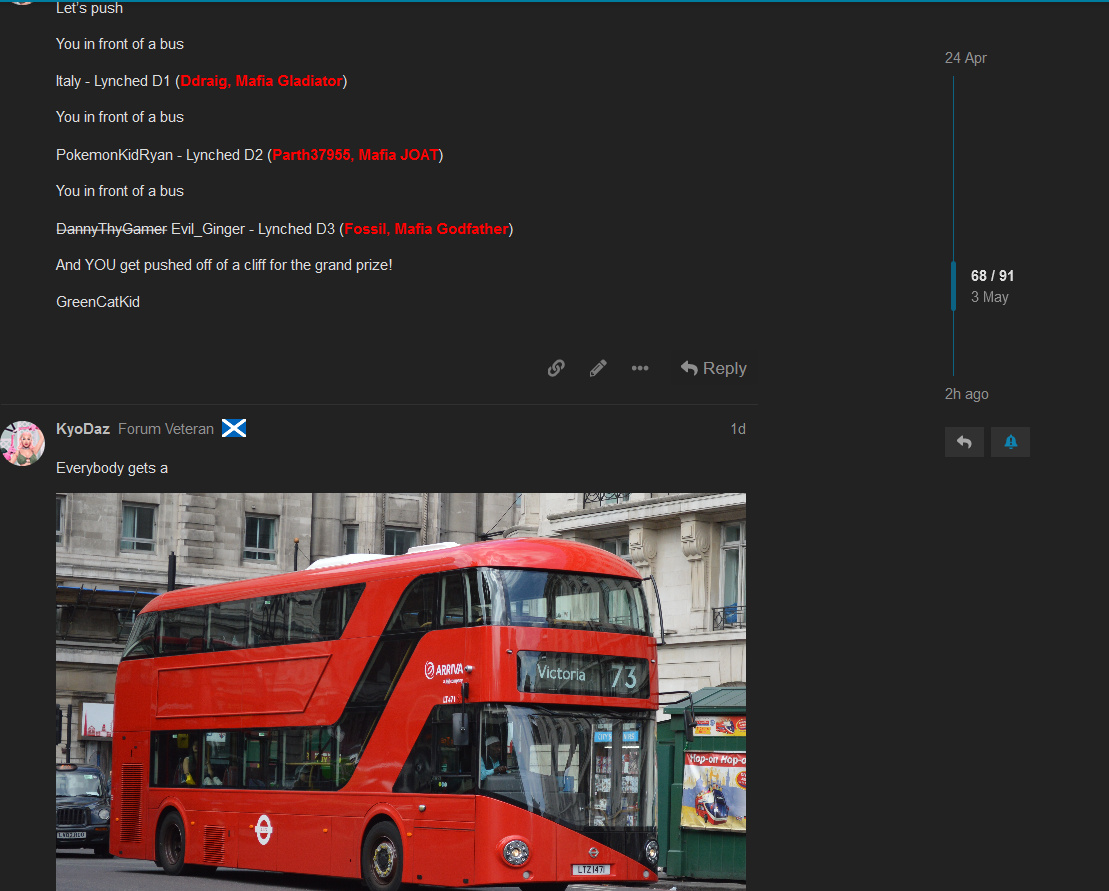 Let's push
24 Apr
You in front of a bus
Italy - Lynched D1 (Ddraig, Mafia Gladiator)
You in front of a bus
PokemonKidRyan - Lynched D2 (Parth37955, Mafia JOAT)
You in front of a bus
DannyThyGamer Evil_Ginger - Lynched D3 (Fossil, Mafia Godfather)
And YOU get pushed off of a cliff for the grand prize!
68 / 91
3 May
GreenCatKid
Reply
2h ago
KyoDaz Forum Veteran
1d
Everybody gets a
ARRIVA
LT471
Victoria 73
Hop-on Hop-o
LTZ 1471